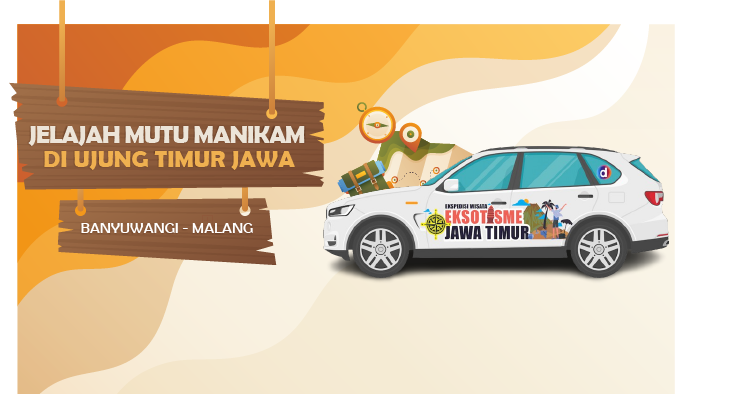 JELAJAH MUTU MANIKAM
DI UJUNG TIMUR JAWA
BANYUWANGI - MALANG
EKSPEDISI WISATA
EKSOTISME
JAWA TIMUR
d